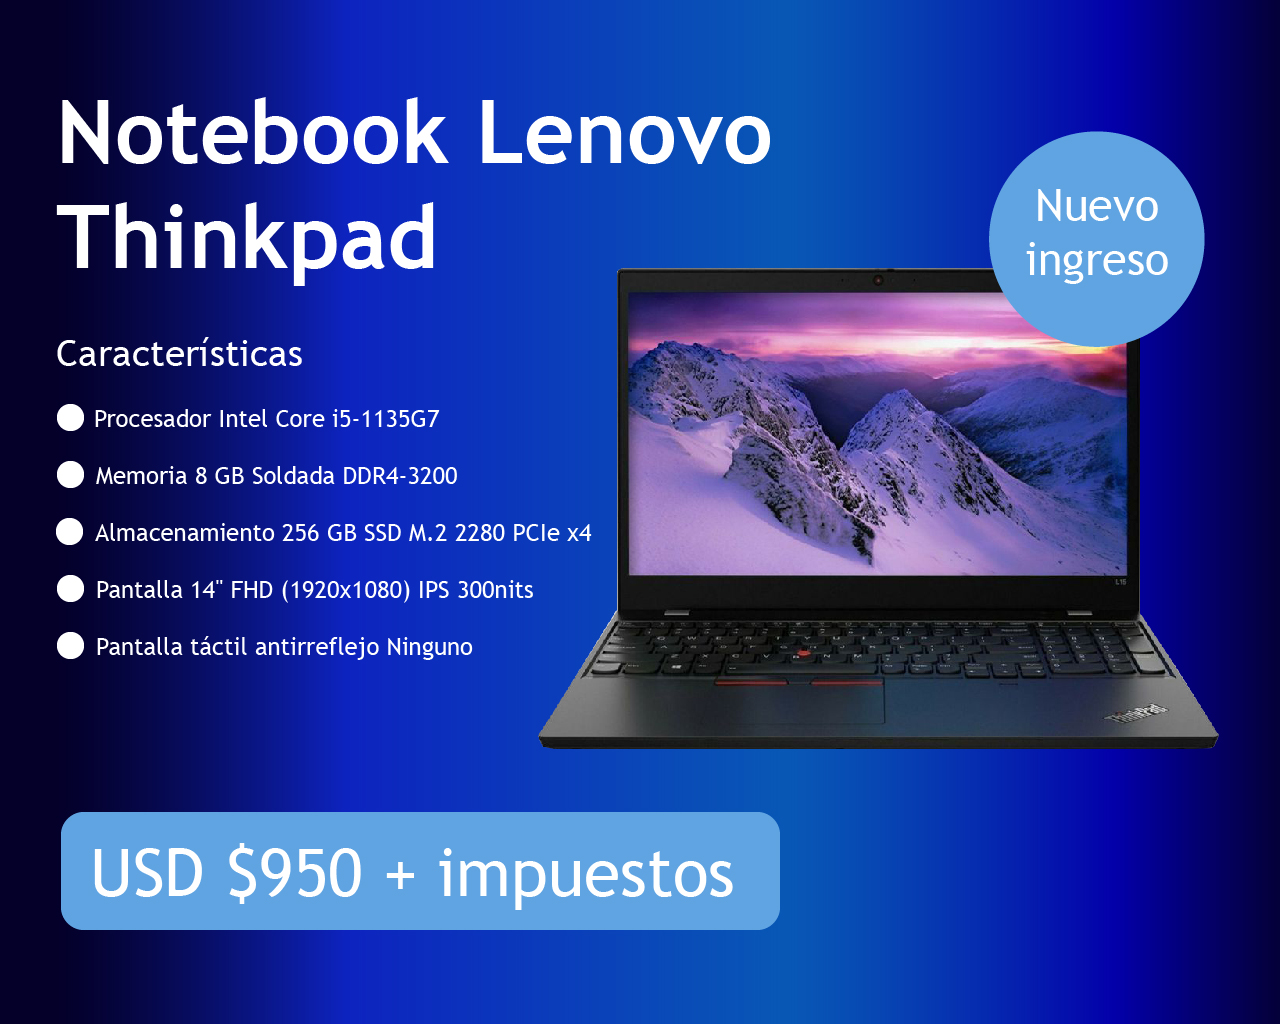 Notebook Lenovo
Thinkpad
Nuevo
ingreso
Características
Procesador Intel Core i5-1135G7
Memoria 8 GB Soldada DDR4-3200
Almacenamiento 256 GB SSD M.2 2280 PCIe x4
Pantalla 14" FHD (1920x1080) IPS 300nits
Pantalla táctil antirreflejo Ninguno
L15
ThinkPad
USD $950 + impuestos